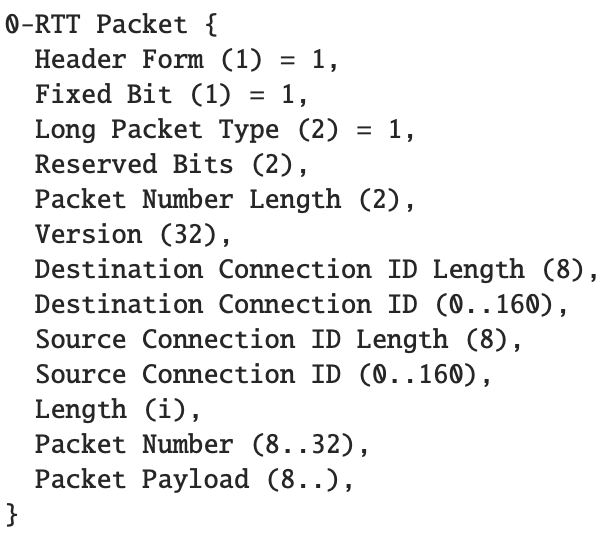 0-RTT Packet {
  Header Form (1) = 1,
  Fixed Bit (1) = 1,
  Long Packet Type (2) = 1,
  Reserved Bits (2),
  Packet Number Length (2),
  Version (32),
  Destination Connection ID Length (8),
  Destination Connection ID (0..160),
  Source Connection ID Length (8),
  Source Connection ID (0..160),
  Length (i),
  Packet Number (8..32),
  Packet Payload (8..),
}